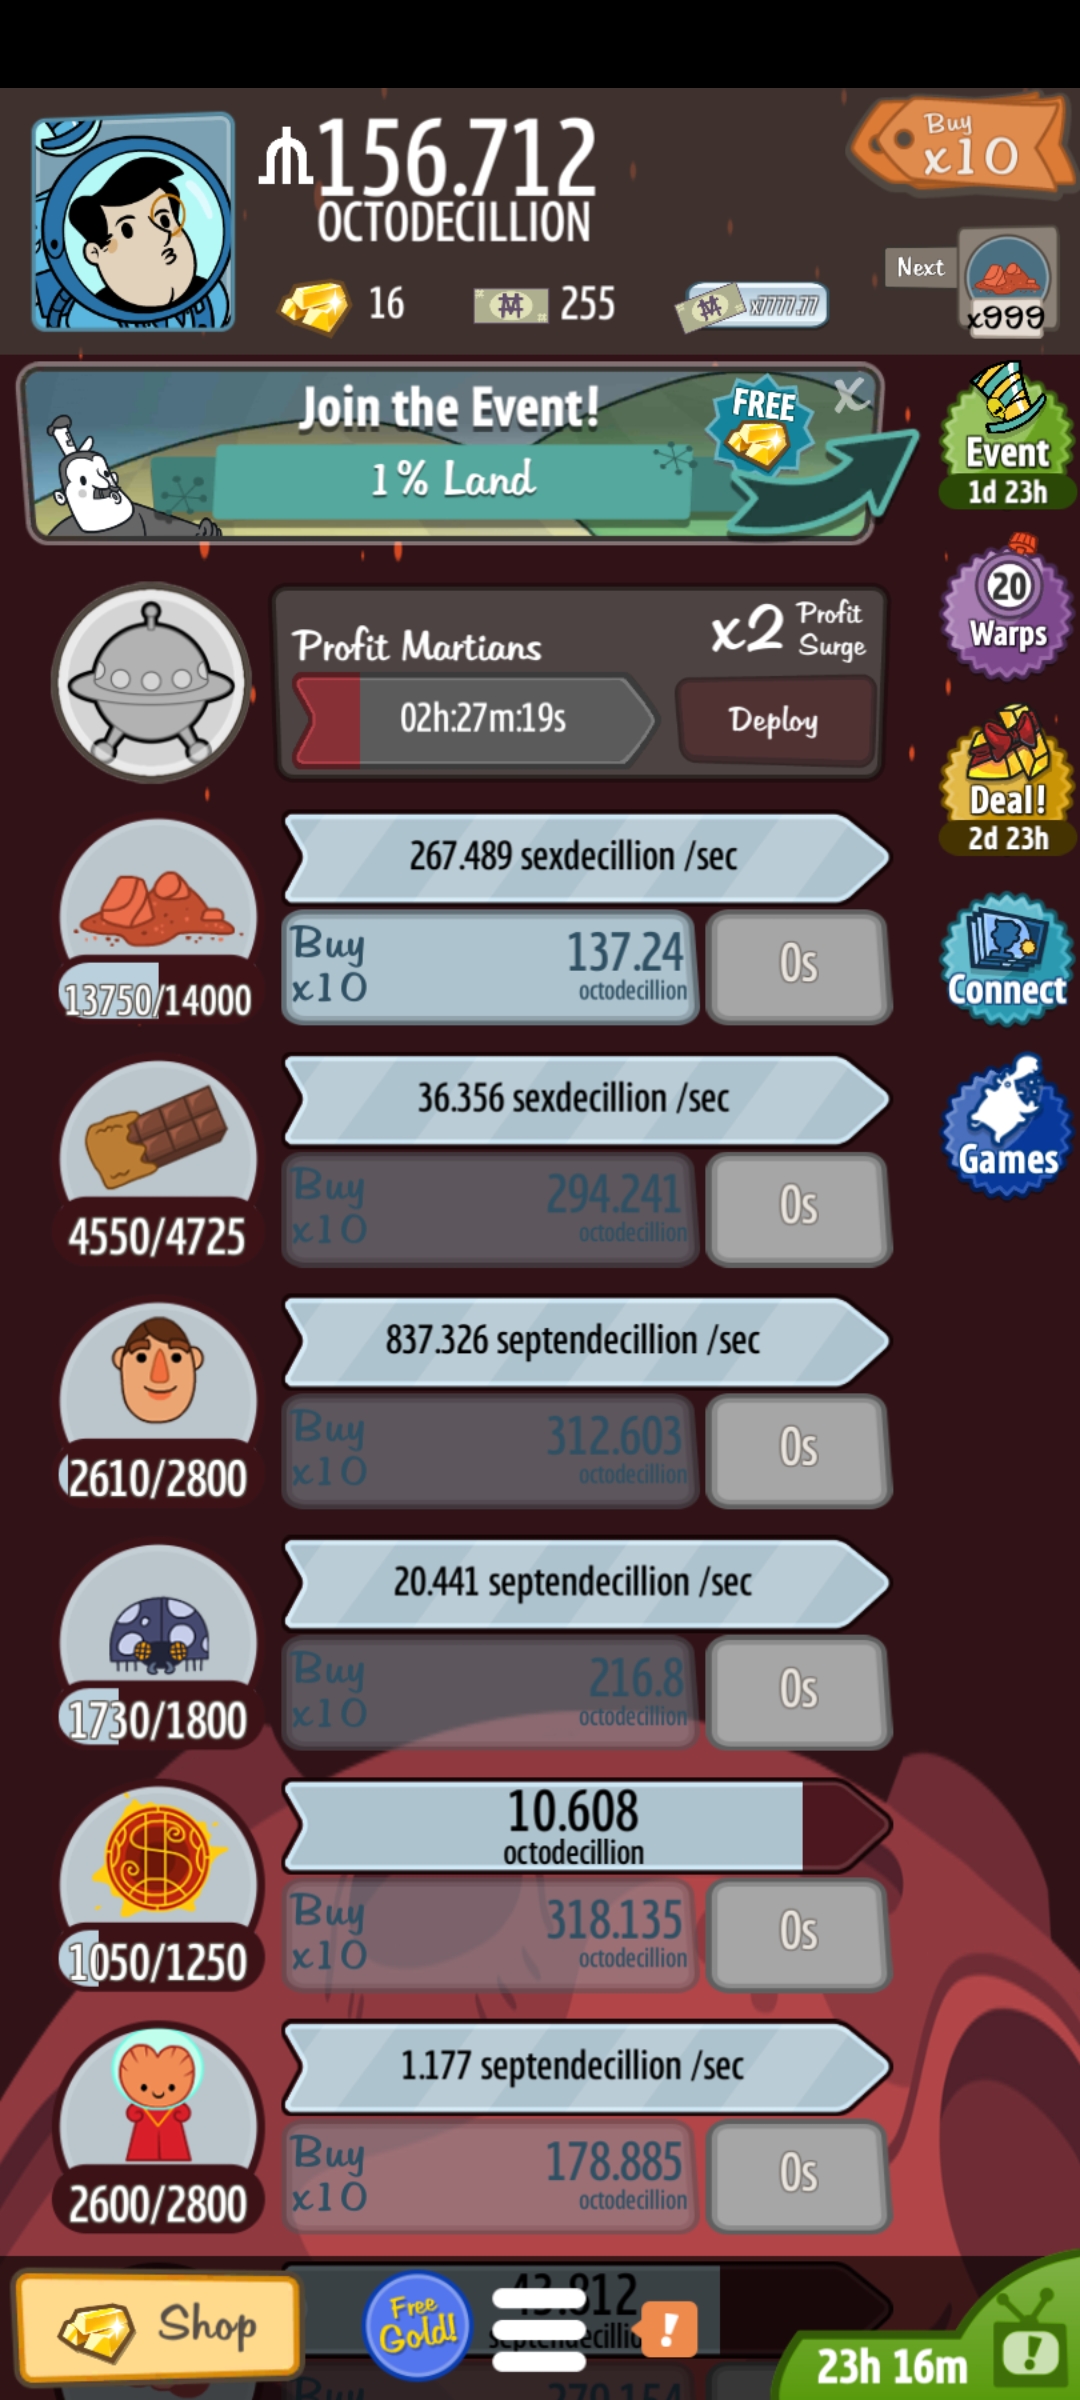 ₼156.712
OCTODECILLION
16
255
x7777.77
Buy
x10
Next
x999
Join the Event!
1% Land
FREE
X
Event
1d 23h
20
Warps
Profit Martians
x2 Profit
Surge
02h:27m:19s
Deploy
Deal!
2d 23h
267.489 sexdecillion /sec
Buy
x10
137.24
octodecillion
0s
13750/14000
Connect
36.356 sexdecillion /sec
Buy
x10
294.241
octodecillion
0s
4550/4725
Games
837.326 septendecillion /sec
Buy
x10
312.603
octodecillion
0s
2610/2800
20.441 septendecillion /sec
Buy
x10
216.8
octodecillion
0s
1730/1800
10.608
octodecillion
Buy
x10
318.135
octodecillion
0s
1050/1250
1.177 septendecillion /sec
Buy
x10
178.885
octodecillion
0s
2600/2800
Shop
Free
Gold!
43.812
!
23h 16m
!
Buy